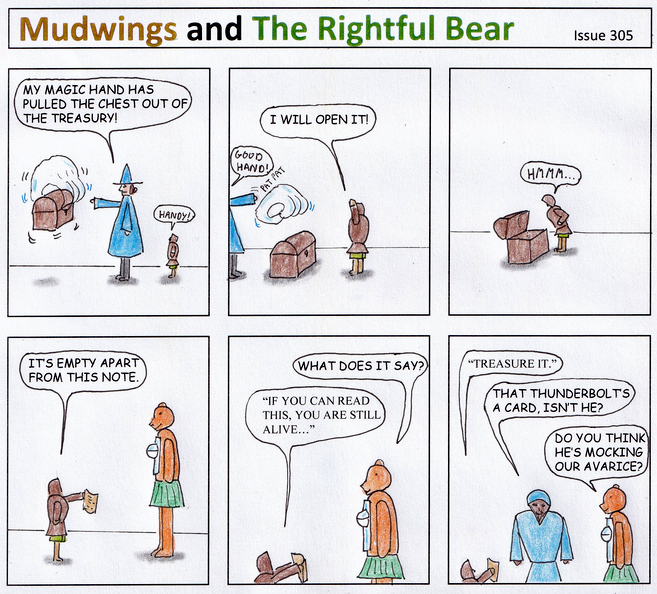 Mudwings and The Rightful Bear
Issue 305
MY MAGIC HAND HAS
PULLED THE CHEST OUT OF
THE TREASURY!
HANDY!
I WILL OPEN IT!
GOOD
HAND!
PAT PAT
HMMM...
IT'S EMPTY APART
FROM THIS NOTE.
WHAT DOES IT SAY?
"IF YOU CAN READ
THIS, YOU ARE STILL
ALIVE..."
"TREASURE IT."
THAT THUNDERBOLT'S
A CARD, ISN'T HE?
DO YOU THINK
HE'S MOCKING
OUR AVARICE?